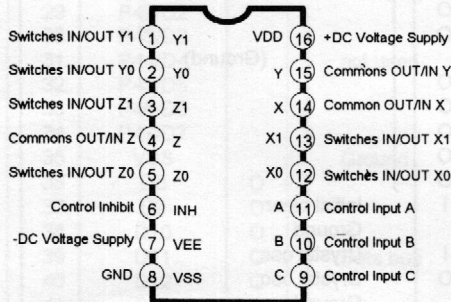 Switches IN/OUT Y1 1 Y1 VDD 16 +DC Voltage Supply
Switches IN/OUT Y0 2 Y0 Y 15 Commons OUT/IN Y
Switches IN/OUT Z1 3 Z1 X 14 Common OUT/IN X
Commons OUT/IN Z 4 Z X1 13 Switches IN/OUT X1
Switches IN/OUT Z0 5 Z0 X0 12 Switches IN/OUT X0
Control Inhibit 6 INH A 11 Control Input A
-DC Voltage Supply 7 VEE B 10 Control Input B
GND 8 VSS C 9 Control Input C